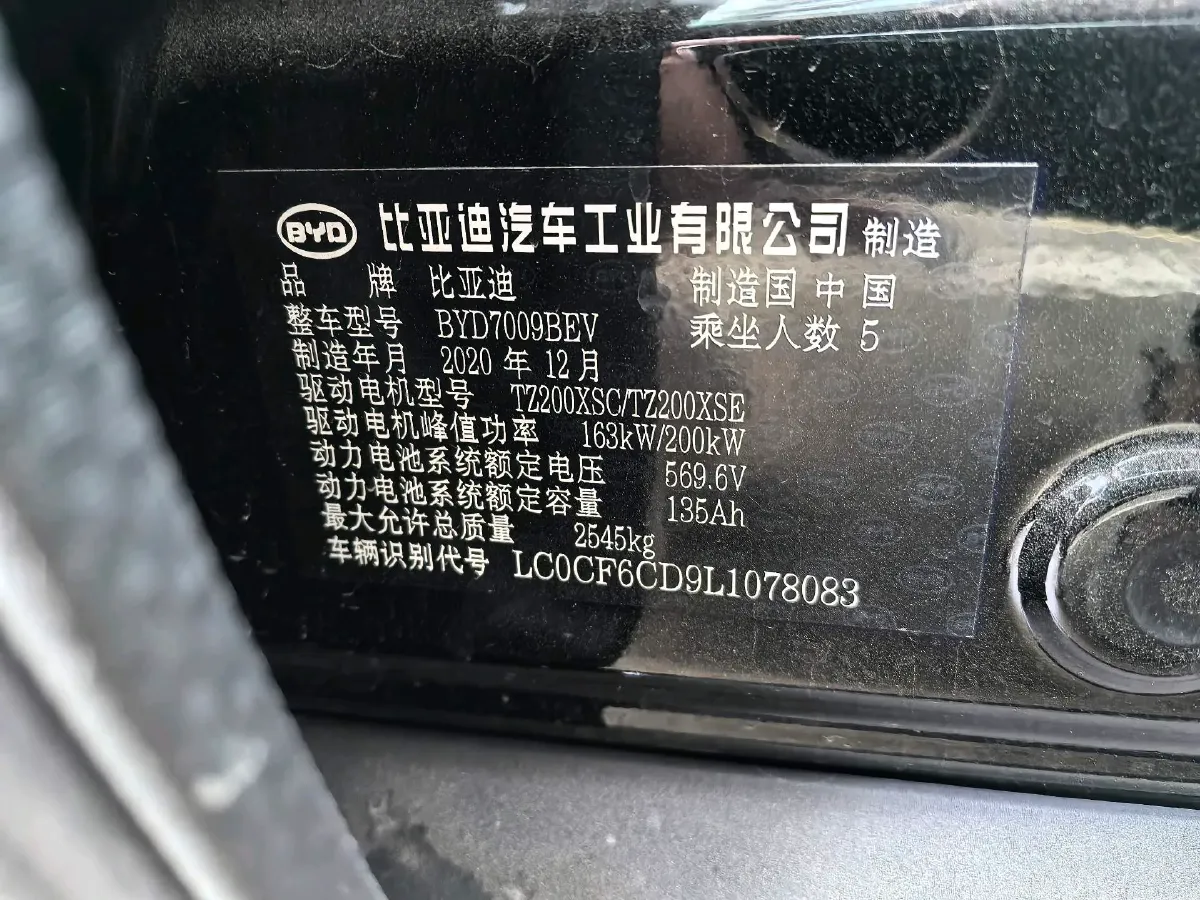 BYD 比亚迪汽车工业有限公司 制造
品 牌 比亚迪 制造国 中国
整车型号 BYD7009BEV 乘坐人数 5
制造年月 2020 年 12 月
驱动电机型号 TZ200XSC/TZ200XSE
驱动电机峰值功率 163kW/200kW
动力电池系统额定电压 569.6V
动力电池系统额定容量 135Ah
最大允许总质量 2545kg
车辆识别代号 LC0CF6CD9L1078083